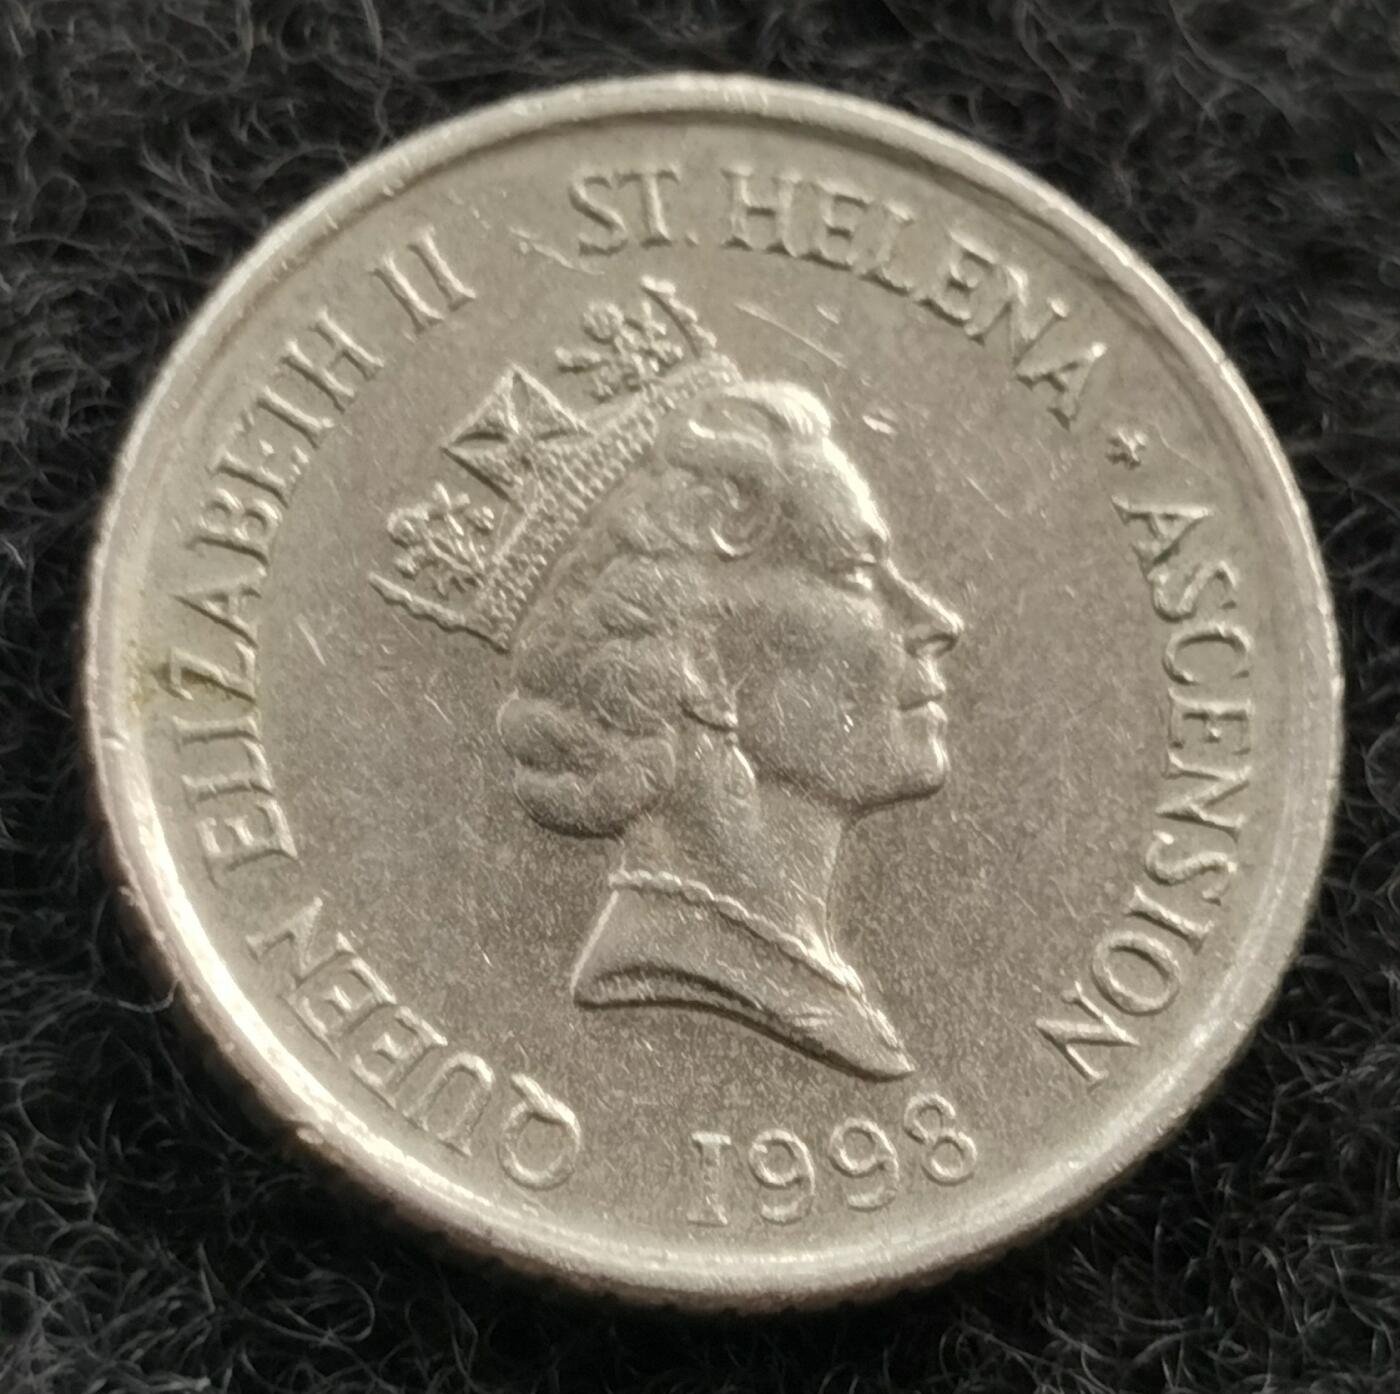 QUEEN ELIZABETH II ST. HELENA * ASCENSION
1998